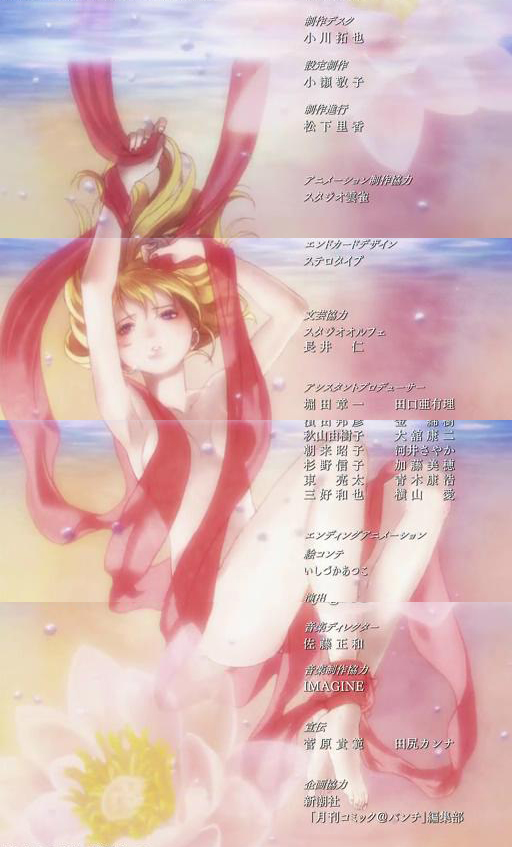 制作デスク
小川拓也
設定制作
小瀬敬子
制作進行
松下里香
アニメーション制作協力
スタジオ雲雀
エンドカードデザイン
ステロタイプ
文芸協力
スタジオオルフェ
長井 仁
アシスタントプロデューサー
堀田章一 田口亜有理
秋山由樹子 大舘康二
朝来昭子 河井さやか
杉野信子 加藤美穂
東 亮太 青木康浩
三好和也 横山 愛
エンディングアニメーション
絵コンテ
いしづかあつこ
演出
音楽ディレクター
佐藤正和
音楽制作協力
IMAGINE
宣伝
菅原貴範 田尻カンナ
企画協力
新潮社
「月刊コミック@バンチ」編集部